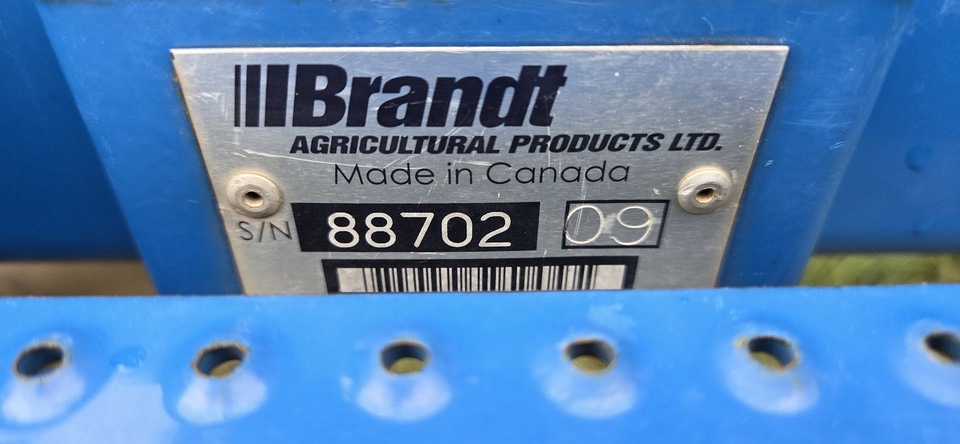 Brandt
AGRICULTURAL PRODUCTS LTD.
Made in Canada
S/N 88702 09